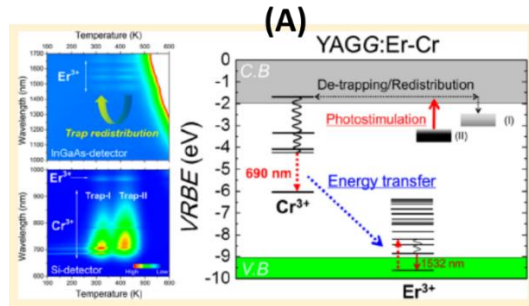 (A)
Temperature (K)
100 200 300 400 500 600
Wavelength (nm)
1700
1600
1500
1400
1300
1200
1100
1000
Er3+
Trap redistribution
InGaAs-detector
Wavelength (nm)
1000
900
800
700
600
Er3+
Trap-I Trap-II
Cr3+
Si-detector
High Low
100 200 300 400 500 600
Temperature (K)
YAGG:Er-Cr
VRBE (eV)
0
-1
-2
-3
-4
-5
-6
-7
-8
-9
-10
C.B
De-trapping/Redistribution
Photostimulation
(I)
(II)
690 nm
Cr3+
Energy transfer
1532 nm
V.B
Er3+